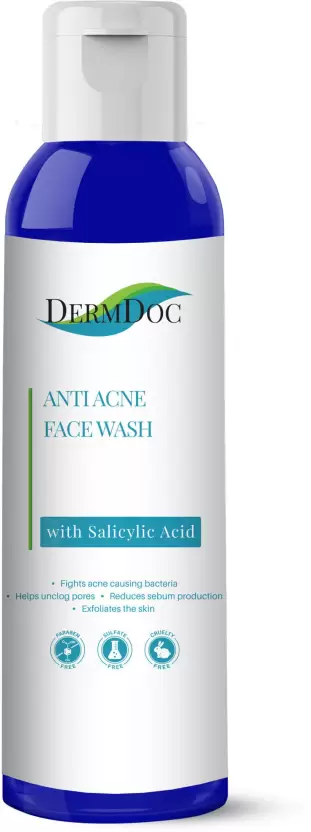 DERMDOC
ANTI ACNE
FACE WASH
with Salicylic Acid
• Fights acne causing bacteria
• Helps unclog pores • Reduces sebum production
• Exfoliates the skin
PARABEN FREE
SULFATE FREE
CRUELTY FREE